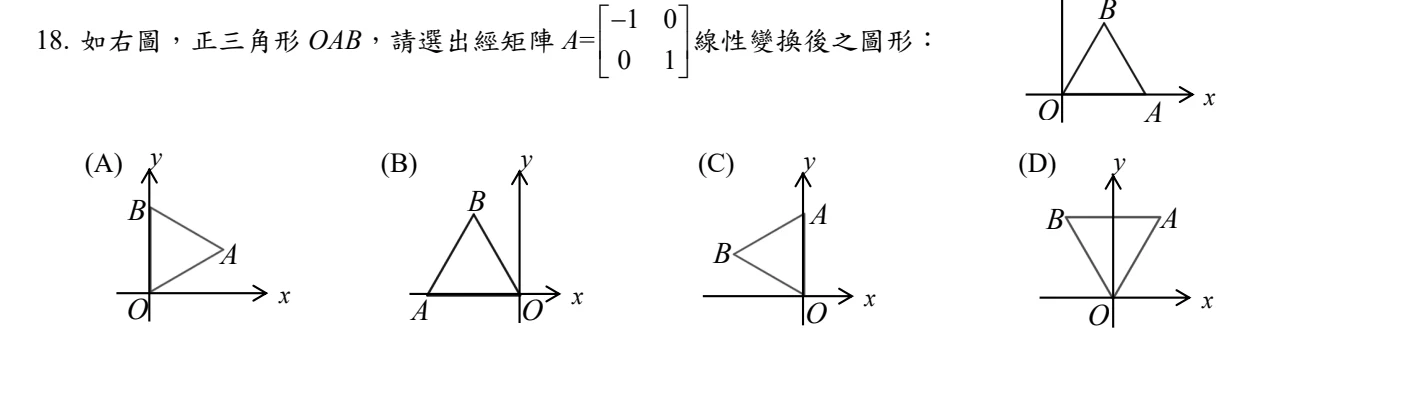 B
18. 如右圖，正三角形 OAB，請選出經矩陣 A=[−1 0
0 1]線性變換後之圖形：
O A x
(A) y B A O x
(B) y B A O x
(C) y A B O x
(D) y B A O x